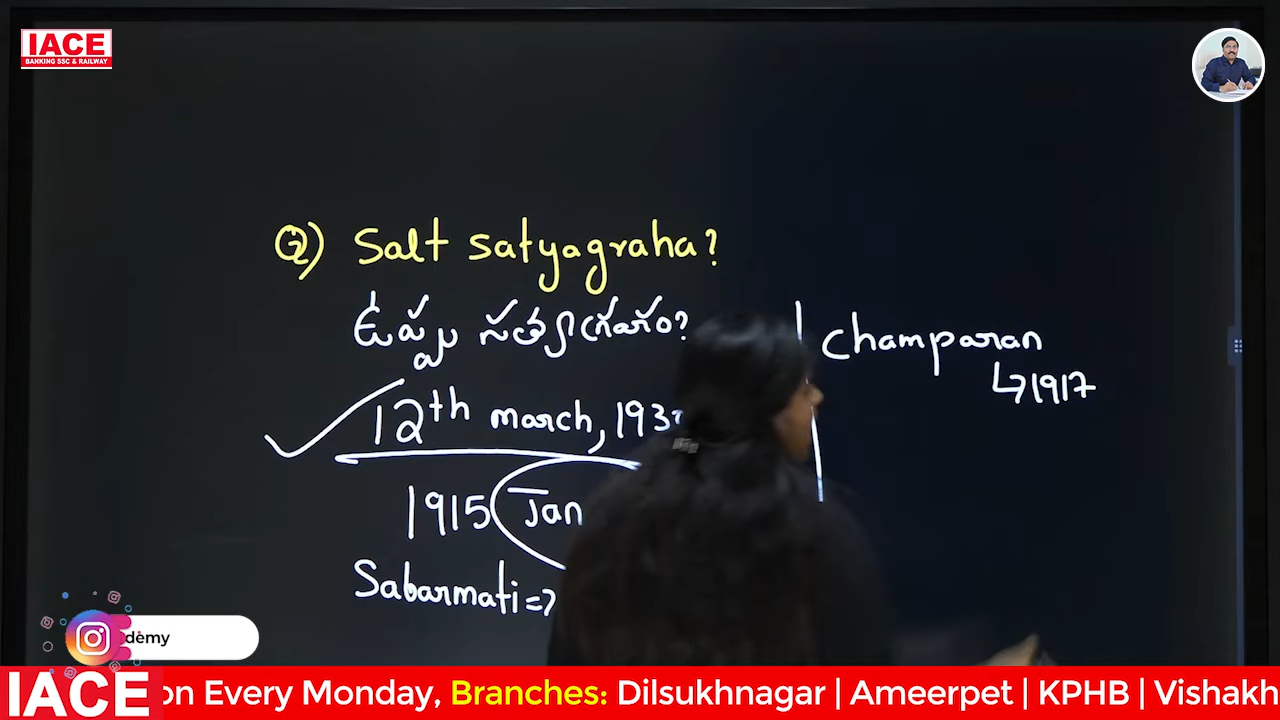 IACE
BANKING SSC & RAILWAY
Q) Salt satyagraha?
ఉప్పు సత్యాగ్రహం?
12th march, 193
1915 Jan
Sabarmati =>
Champaran
↳ 1917
demy
IACE on Every Monday, Branches: Dilsukhnagar | Ameerpet | KPHB | Vishakh